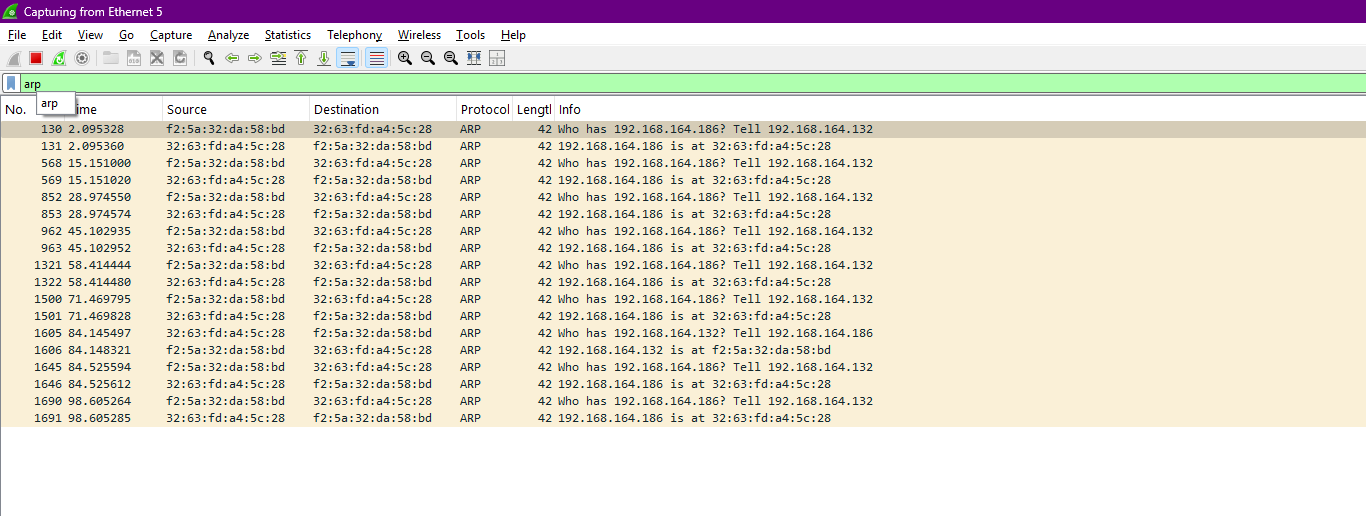 Capturing from Ethernet 5
File Edit View Go Capture Analyze Statistics Telephony Wireless Tools Help
arp
arp
No. ime Source Destination Protocol Lengtl Info
130 2.095328 f2:5a:32:da:58:bd 32:63:fd:a4:5c:28 ARP 42 Who has 192.168.164.186? Tell 192.168.164.132
131 2.095360 32:63:fd:a4:5c:28 f2:5a:32:da:58:bd ARP 42 192.168.164.186 is at 32:63:fd:a4:5c:28
568 15.151000 f2:5a:32:da:58:bd 32:63:fd:a4:5c:28 ARP 42 Who has 192.168.164.186? Tell 192.168.164.132
569 15.151020 32:63:fd:a4:5c:28 f2:5a:32:da:58:bd ARP 42 192.168.164.186 is at 32:63:fd:a4:5c:28
852 28.974550 f2:5a:32:da:58:bd 32:63:fd:a4:5c:28 ARP 42 Who has 192.168.164.186? Tell 192.168.164.132
853 28.974574 32:63:fd:a4:5c:28 f2:5a:32:da:58:bd ARP 42 192.168.164.186 is at 32:63:fd:a4:5c:28
962 45.102935 f2:5a:32:da:58:bd 32:63:fd:a4:5c:28 ARP 42 Who has 192.168.164.186? Tell 192.168.164.132
963 45.102952 32:63:fd:a4:5c:28 f2:5a:32:da:58:bd ARP 42 192.168.164.186 is at 32:63:fd:a4:5c:28
1321 58.414444 f2:5a:32:da:58:bd 32:63:fd:a4:5c:28 ARP 42 Who has 192.168.164.186? Tell 192.168.164.132
1322 58.414480 32:63:fd:a4:5c:28 f2:5a:32:da:58:bd ARP 42 192.168.164.186 is at 32:63:fd:a4:5c:28
1500 71.469795 f2:5a:32:da:58:bd 32:63:fd:a4:5c:28 ARP 42 Who has 192.168.164.186? Tell 192.168.164.132
1501 71.469828 32:63:fd:a4:5c:28 f2:5a:32:da:58:bd ARP 42 192.168.164.186 is at 32:63:fd:a4:5c:28
1605 84.145497 32:63:fd:a4:5c:28 f2:5a:32:da:58:bd ARP 42 Who has 192.168.164.132? Tell 192.168.164.186
1606 84.148321 f2:5a:32:da:58:bd 32:63:fd:a4:5c:28 ARP 42 192.168.164.132 is at f2:5a:32:da:58:bd
1645 84.525594 f2:5a:32:da:58:bd 32:63:fd:a4:5c:28 ARP 42 Who has 192.168.164.186? Tell 192.168.164.132
1646 84.525612 32:63:fd:a4:5c:28 f2:5a:32:da:58:bd ARP 42 192.168.164.186 is at 32:63:fd:a4:5c:28
1690 98.605264 f2:5a:32:da:58:bd 32:63:fd:a4:5c:28 ARP 42 Who has 192.168.164.186? Tell 192.168.164.132
1691 98.605285 32:63:fd:a4:5c:28 f2:5a:32:da:58:bd ARP 42 192.168.164.186 is at 32:63:fd:a4:5c:28